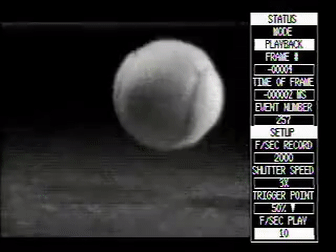 STATUS
MODE
PLAYBACK
FRAME #
-00004
TIME OF FRAME
-000002 MS
EVENT NUMBER
257
SETUP
F/SEC RECORD
2000
SHUTTER SPEED
3X
TRIGGER POINT
50% ▼
F/SEC PLAY
10